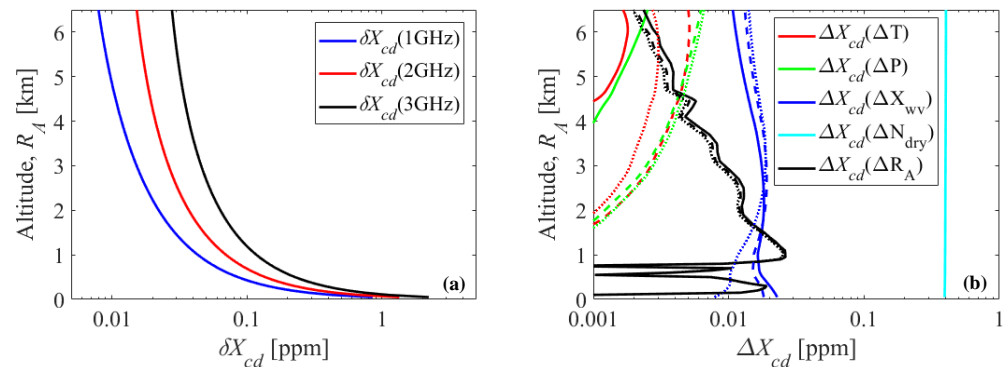 6
5
4
3
2
1
0
Altitude, R_A [km]
0.01
0.1
1
δX_cd [ppm]
δX_cd(1GHz)
δX_cd(2GHz)
δX_cd(3GHz)
(a)
6
5
4
3
2
1
0
Altitude, R_A [km]
0.001
0.01
0.1
1
ΔX_cd [ppm]
ΔX_cd(ΔT)
ΔX_cd(ΔP)
ΔX_cd(ΔX_wv)
ΔX_cd(ΔN_dry)
ΔX_cd(ΔR_A)
(b)